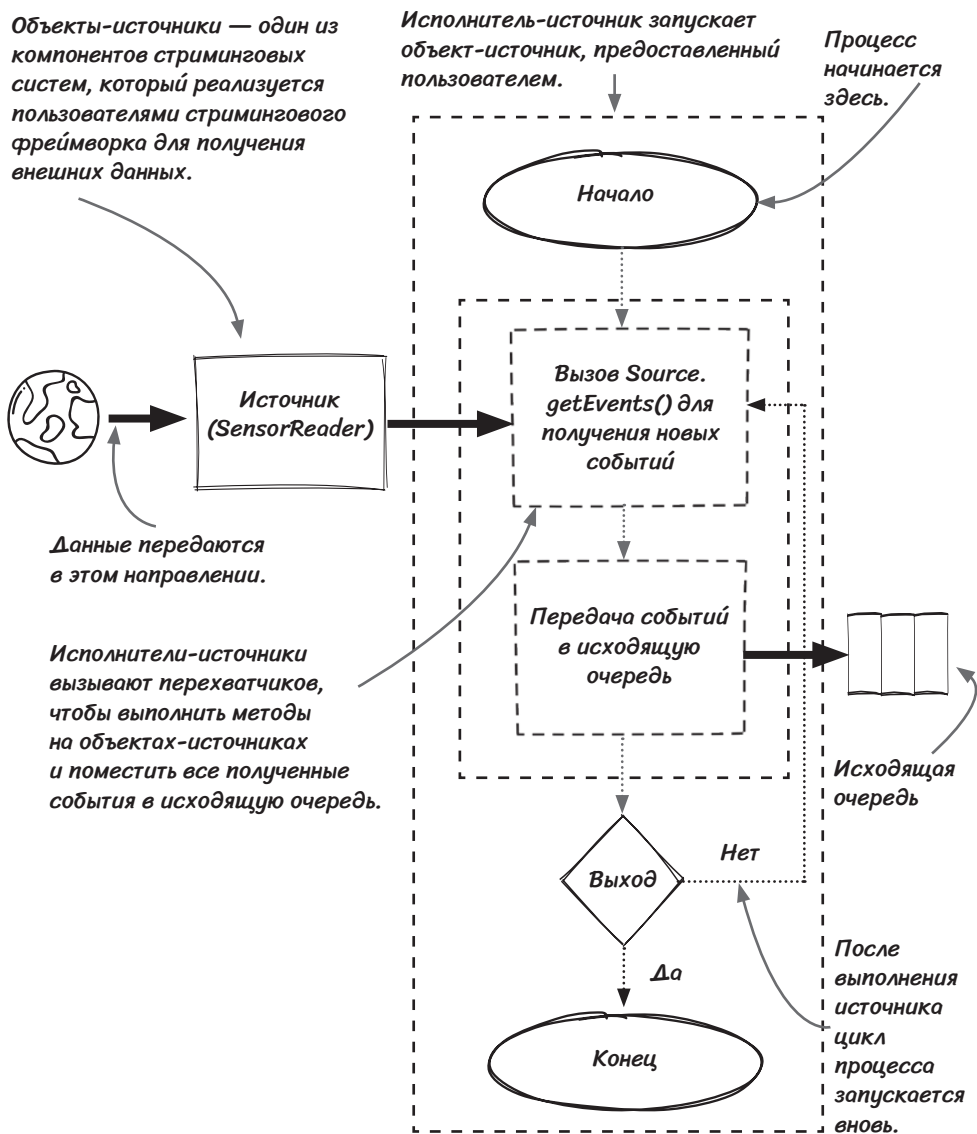 Объекты-источники — один из
компонентов стриминговых
систем, который реализуется
пользователями стримингового
фреймворка для получения
внешних данных.
Исполнитель-источник запускает
объект-источник, предоставленный
пользователем.
Процесс
начинается
здесь.
Начало
Источник
(SensorReader)
Вызов Source.
getEvents() для
получения новых
событий
Данные передаются
в этом направлении.
Передача событий
в исходящую
очередь
Исполнители-источники
вызывают перехватчиков,
чтобы выполнить методы
на объектах-источниках
и поместить все полученные
события в исходящую очередь.
Исходящая
очередь
Выход
Нет
Да
После
выполнения
источника
цикл
процесса
запускается
вновь.
Конец